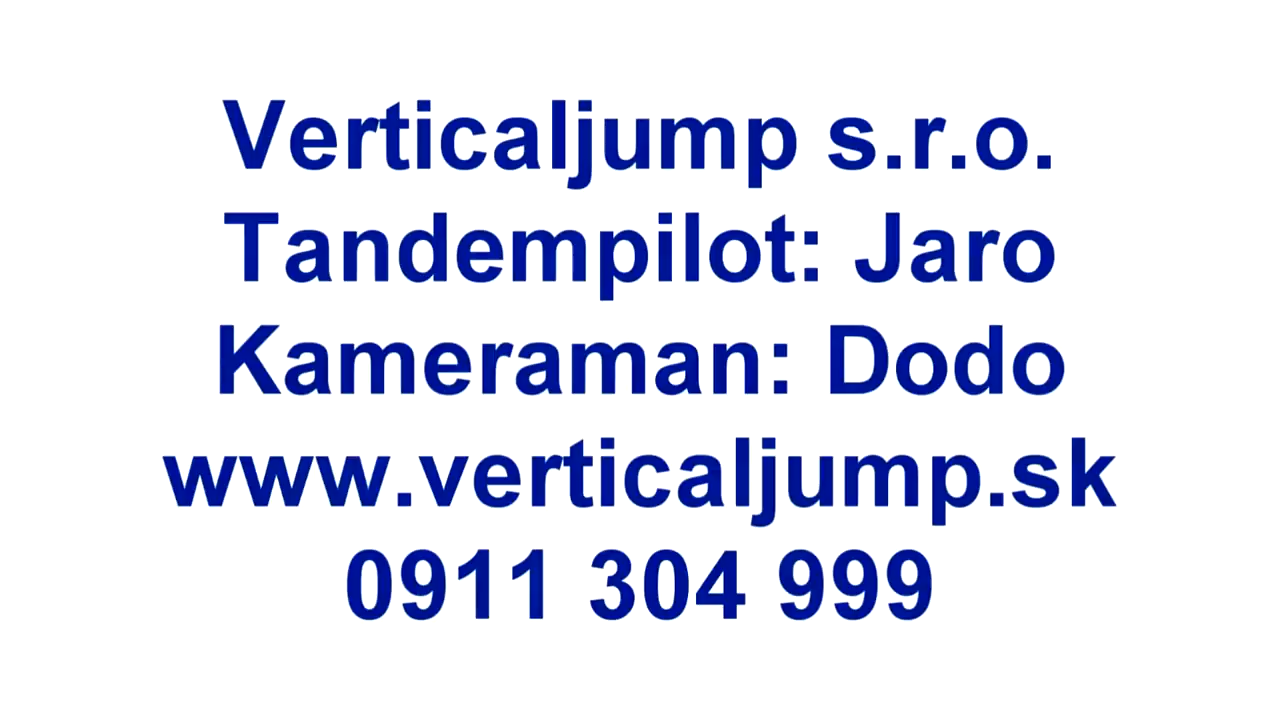 Verticaljump s.r.o.
Tandempilot: Jaro
Kameraman: Dodo
www.verticaljump.sk
0911 304 999